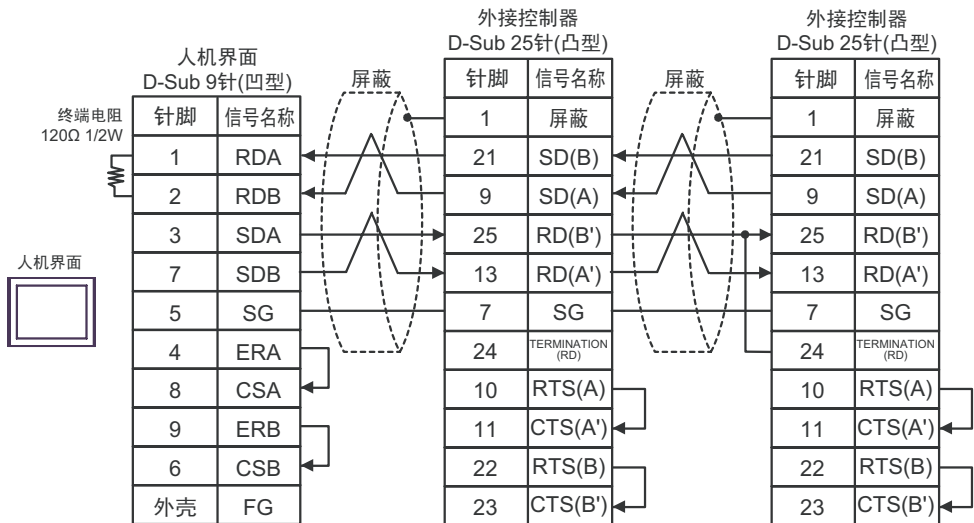 外接控制器
D-Sub 25针(凸型)
外接控制器
D-Sub 25针(凸型)
人机界面
D-Sub 9针(凹型)
屏蔽
屏蔽
终端电阻
120Ω 1/2W
人机界面
针脚 信号名称
1 RDA
2 RDB
3 SDA
7 SDB
5 SG
4 ERA
8 CSA
9 ERB
6 CSB
外壳 FG
针脚 信号名称
1 屏蔽
21 SD(B)
9 SD(A)
25 RD(B')
13 RD(A')
7 SG
24 TERMINATION
(RD)
10 RTS(A)
11 CTS(A')
22 RTS(B)
23 CTS(B')
针脚 信号名称
1 屏蔽
21 SD(B)
9 SD(A)
25 RD(B')
13 RD(A')
7 SG
24 TERMINATION
(RD)
10 RTS(A)
11 CTS(A')
22 RTS(B)
23 CTS(B')